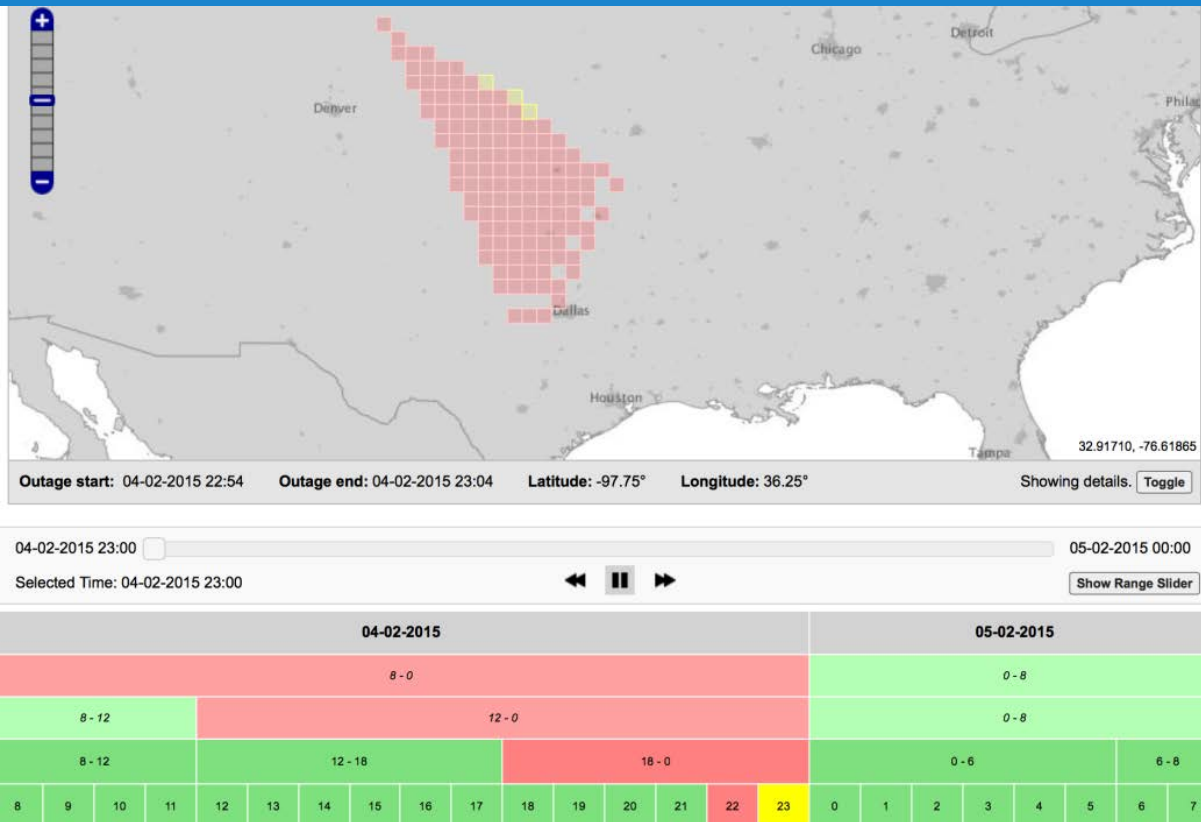 +
Detroit
Chicago
Denver
Phila
Dallas
Houston
Tampa
32.91710, -76.61865
−
Outage start: 04-02-2015 22:54 Outage end: 04-02-2015 23:04 Latitude: -97.75° Longitude: 36.25° Showing details. Toggle
04-02-2015 23:00 05-02-2015 00:00
Selected Time: 04-02-2015 23:00 Show Range Slider
04-02-2015 05-02-2015
8 - 0 0 - 8
8 - 12 12 - 0 0 - 8
8 - 12 12 - 18 18 - 0 0 - 6 6 - 8
8 9 10 11 12 13 14 15 16 17 18 19 20 21 22 23 0 1 2 3 4 5 6 7